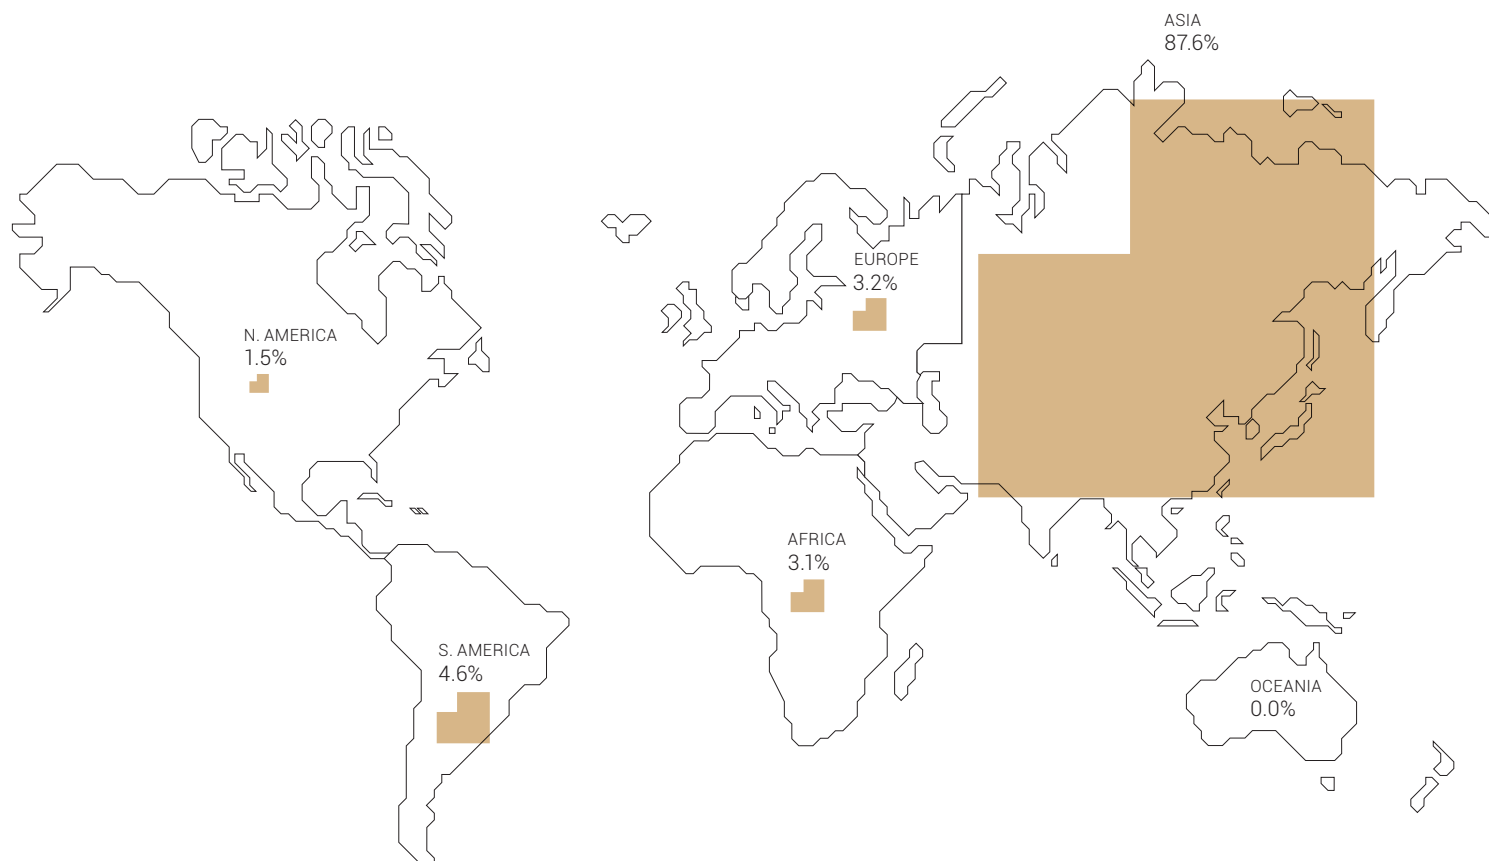 ASIA
87.6%
EUROPE
3.2%
N. AMERICA
1.5%
AFRICA
3.1%
S. AMERICA
4.6%
OCEANIA
0.0%